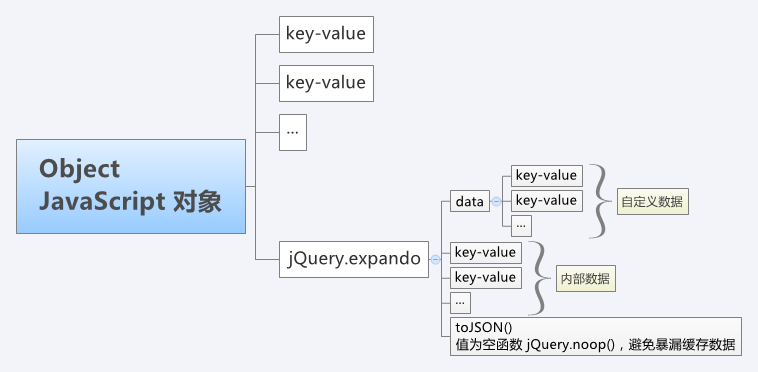 Object
JavaScript 对象
key-value
key-value
...
jQuery.expando
data
key-value
key-value
...
自定义数据
key-value
key-value
...
内部数据
toJSON()
值为空函数 jQuery.noop()，避免暴漏缓存数据